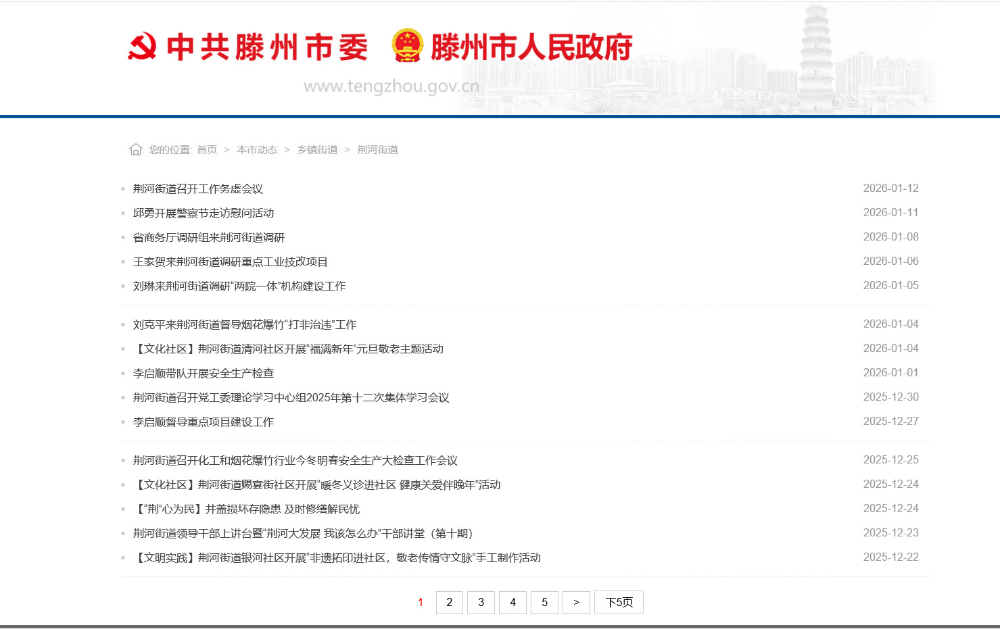 中共滕州市委 滕州市人民政府
www.tengzhou.gov.cn
您的位置: 首页 > 本市动态 > 乡镇街道 > 荆河街道
荆河街道召开工作务虚会议 2026-01-12
邱勇开展警察节走访慰问活动 2026-01-11
省商务厅调研组来荆河街道调研 2026-01-08
王家贺来荆河街道调研重点工业技改项目 2026-01-06
刘琳来荆河街道调研“两院一体”机构建设工作 2026-01-05
刘克平来荆河街道督导烟花爆竹“打非治违”工作 2026-01-04
【文化社区】荆河街道清河社区开展“福满新年”元旦敬老主题活动 2026-01-04
李启顺带队开展安全生产检查 2026-01-01
荆河街道召开党工委理论学习中心组2025年第十二次集体学习会议 2025-12-30
李启顺督导重点项目建设工作 2025-12-27
荆河街道召开化工和烟花爆竹行业今冬明春安全生产大检查工作会议 2025-12-25
【文化社区】荆河街道赐宴街社区开展“暖冬义诊进社区 健康关爱伴晚年”活动 2025-12-24
【“荆”心为民】井盖损坏存隐患 及时修缮解民忧 2025-12-24
荆河街道领导干部上讲台暨“荆河大发展 我该怎么办”干部讲堂（第十期） 2025-12-23
【文明实践】荆河街道银河社区开展“非遗拓印进社区，敬老传情守文脉”手工制作活动 2025-12-22
1 2 3 4 5 > 下5页